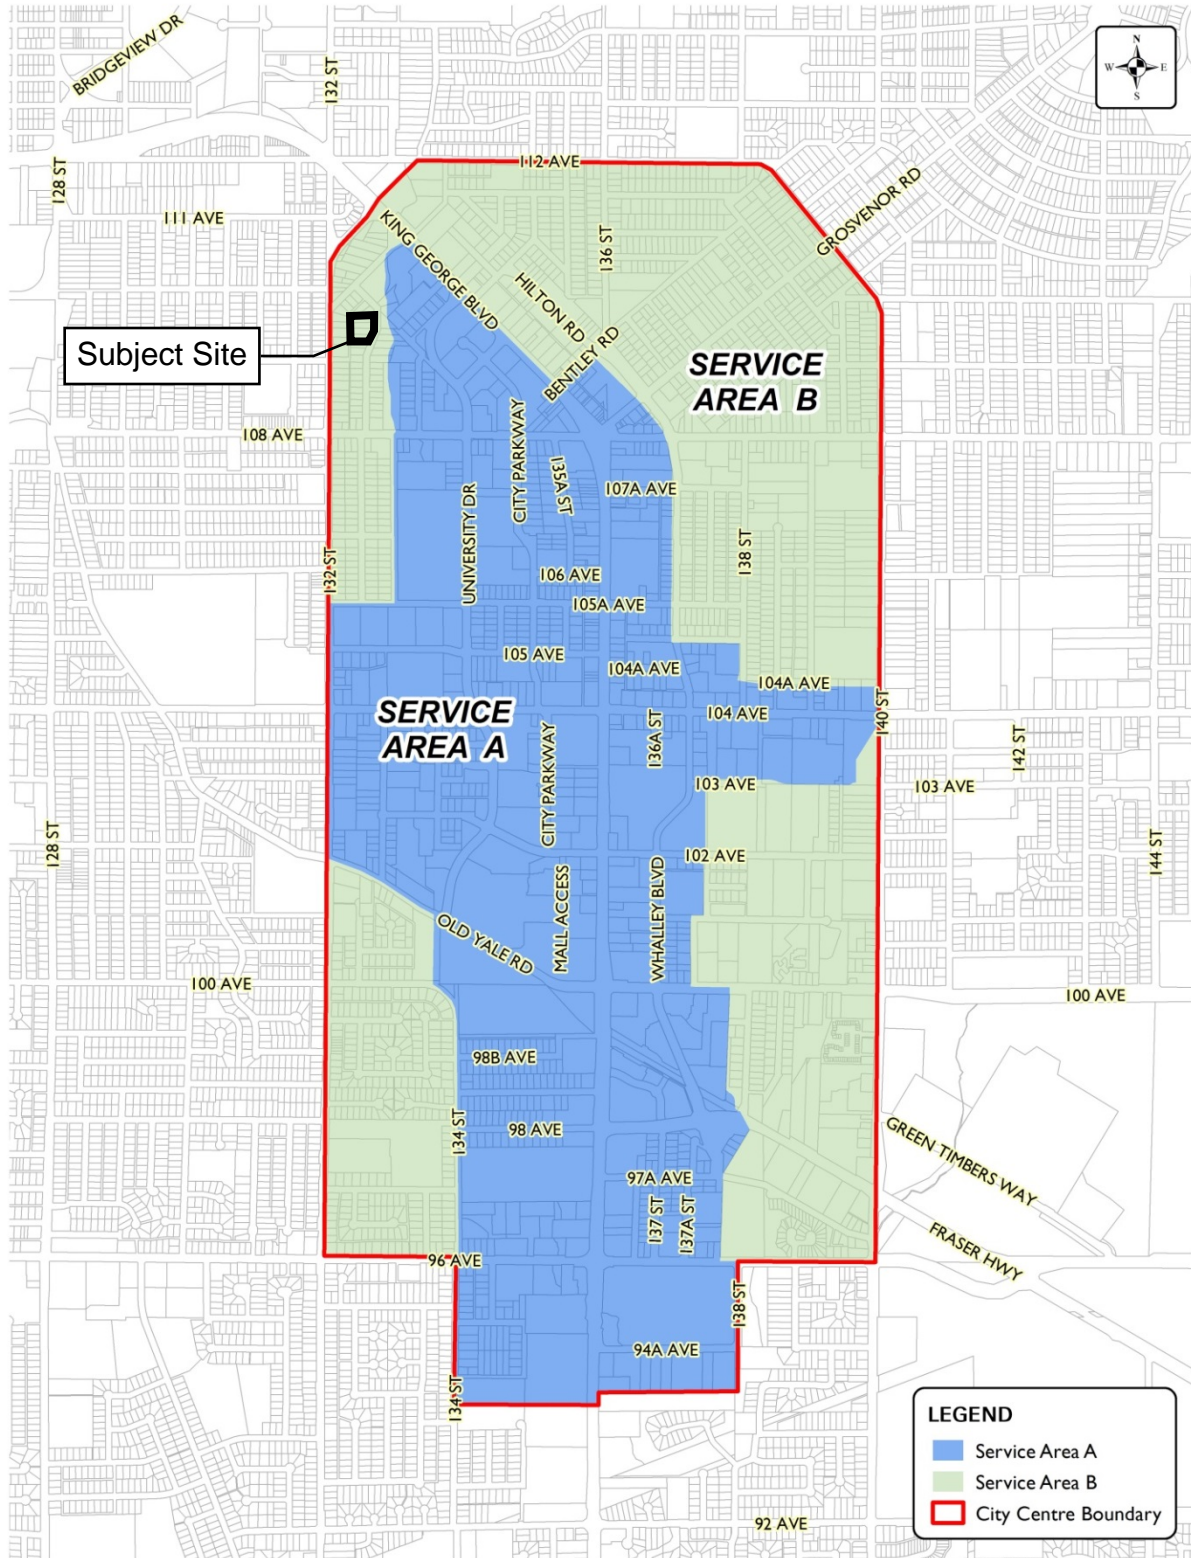 BRIDGEVIEW DR
132 ST
N
W
E
S
128 ST
112 AVE
GROSVENOR RD
111 AVE
KING GEORGE BLVD
136 ST
HILTON RD
Subject Site
BENTLEY RD
SERVICE
AREA B
108 AVE
CITY PARKWAY
135A ST
107A AVE
UNIVERSITY DR
138 ST
132 ST
106 AVE
105A AVE
105 AVE
104A AVE
104A AVE
SERVICE
AREA A
104 AVE
140 ST
136A ST
142 ST
CITY PARKWAY
103 AVE
103 AVE
128 ST
102 AVE
144 ST
MALL ACCESS
WHALLEY BLVD
OLD YALE RD
100 AVE
100 AVE
98B AVE
134 ST
98 AVE
GREEN TIMBERS WAY
97A AVE
137 ST
137A ST
FRASER HWY
96 AVE
138 ST
94A AVE
134 ST
LEGEND
Service Area A
Service Area B
City Centre Boundary
92 AVE